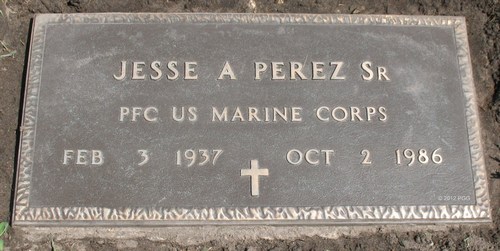 JESSE A PEREZ SR
PFC US MARINE CORPS
FEB 3 1937 OCT 2 1986